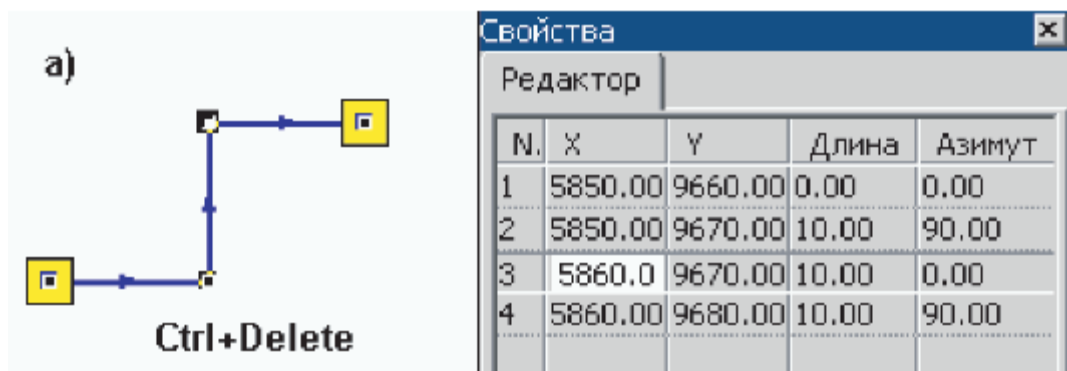 а)
Ctrl+Delete
Свойства
Редактор
N. X Y Длина Азимут
1 5850.00 9660.00 0.00 0.00
2 5850.00 9670.00 10.00 90.00
3 5860.0 9670.00 10.00 0.00
4 5860.00 9680.00 10.00 90.00